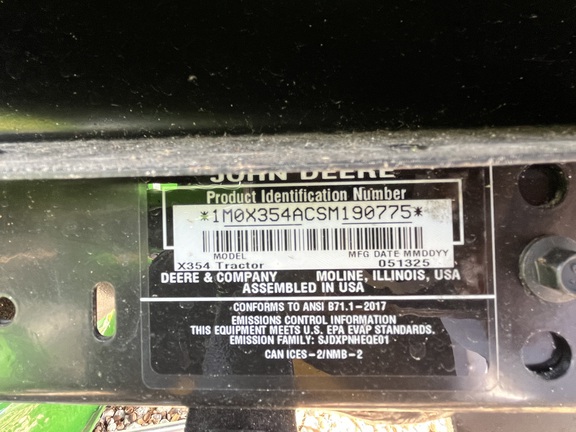 JOHN DEERE
Product Identification Number
*1M0X354ACSM190775*
MODEL MFG DATE MMDDYY
X354 Tractor 051325
DEERE & COMPANY MOLINE, ILLINOIS, USA
ASSEMBLED IN USA
CONFORMS TO ANSI B71.1-2017
EMISSIONS CONTROL INFORMATION
THIS EQUIPMENT MEETS U.S. EPA EVAP STANDARDS.
EMISSION FAMILY: SJDXPNHEQE01
CAN ICES-2/NMB-2